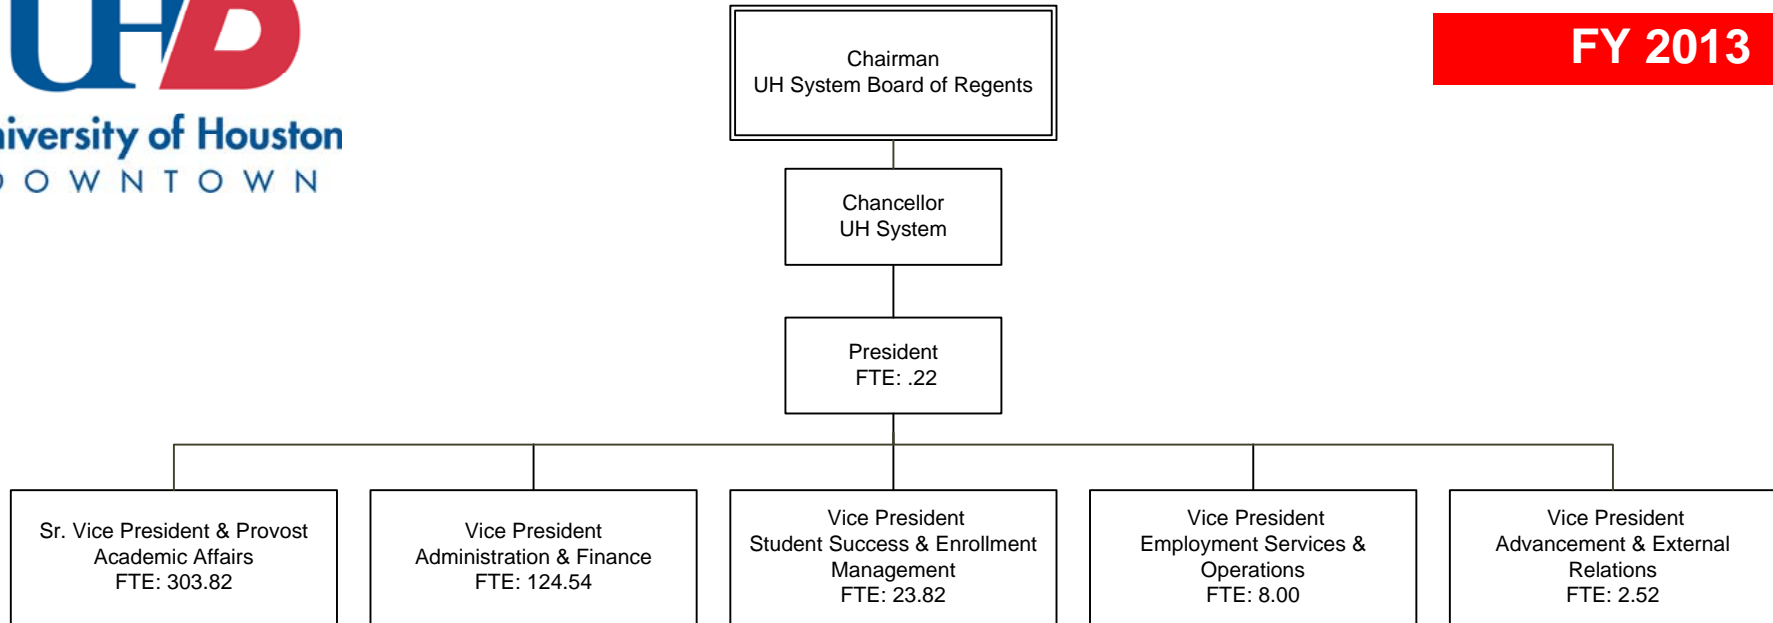 UHD
niversity of Houston
DOWNTOWN
FY 2013
Chairman
UH System Board of Regents
Chancellor
UH System
President
FTE: .22
Sr. Vice President & Provost
Academic Affairs
FTE: 303.82
Vice President
Administration & Finance
FTE: 124.54
Vice President
Student Success & Enrollment
Management
FTE: 23.82
Vice President
Employment Services &
Operations
FTE: 8.00
Vice President
Advancement & External
Relations
FTE: 2.52